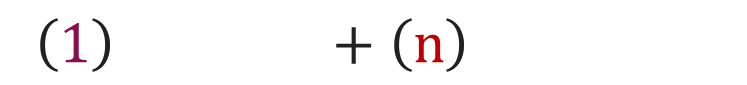 (1) + (n)